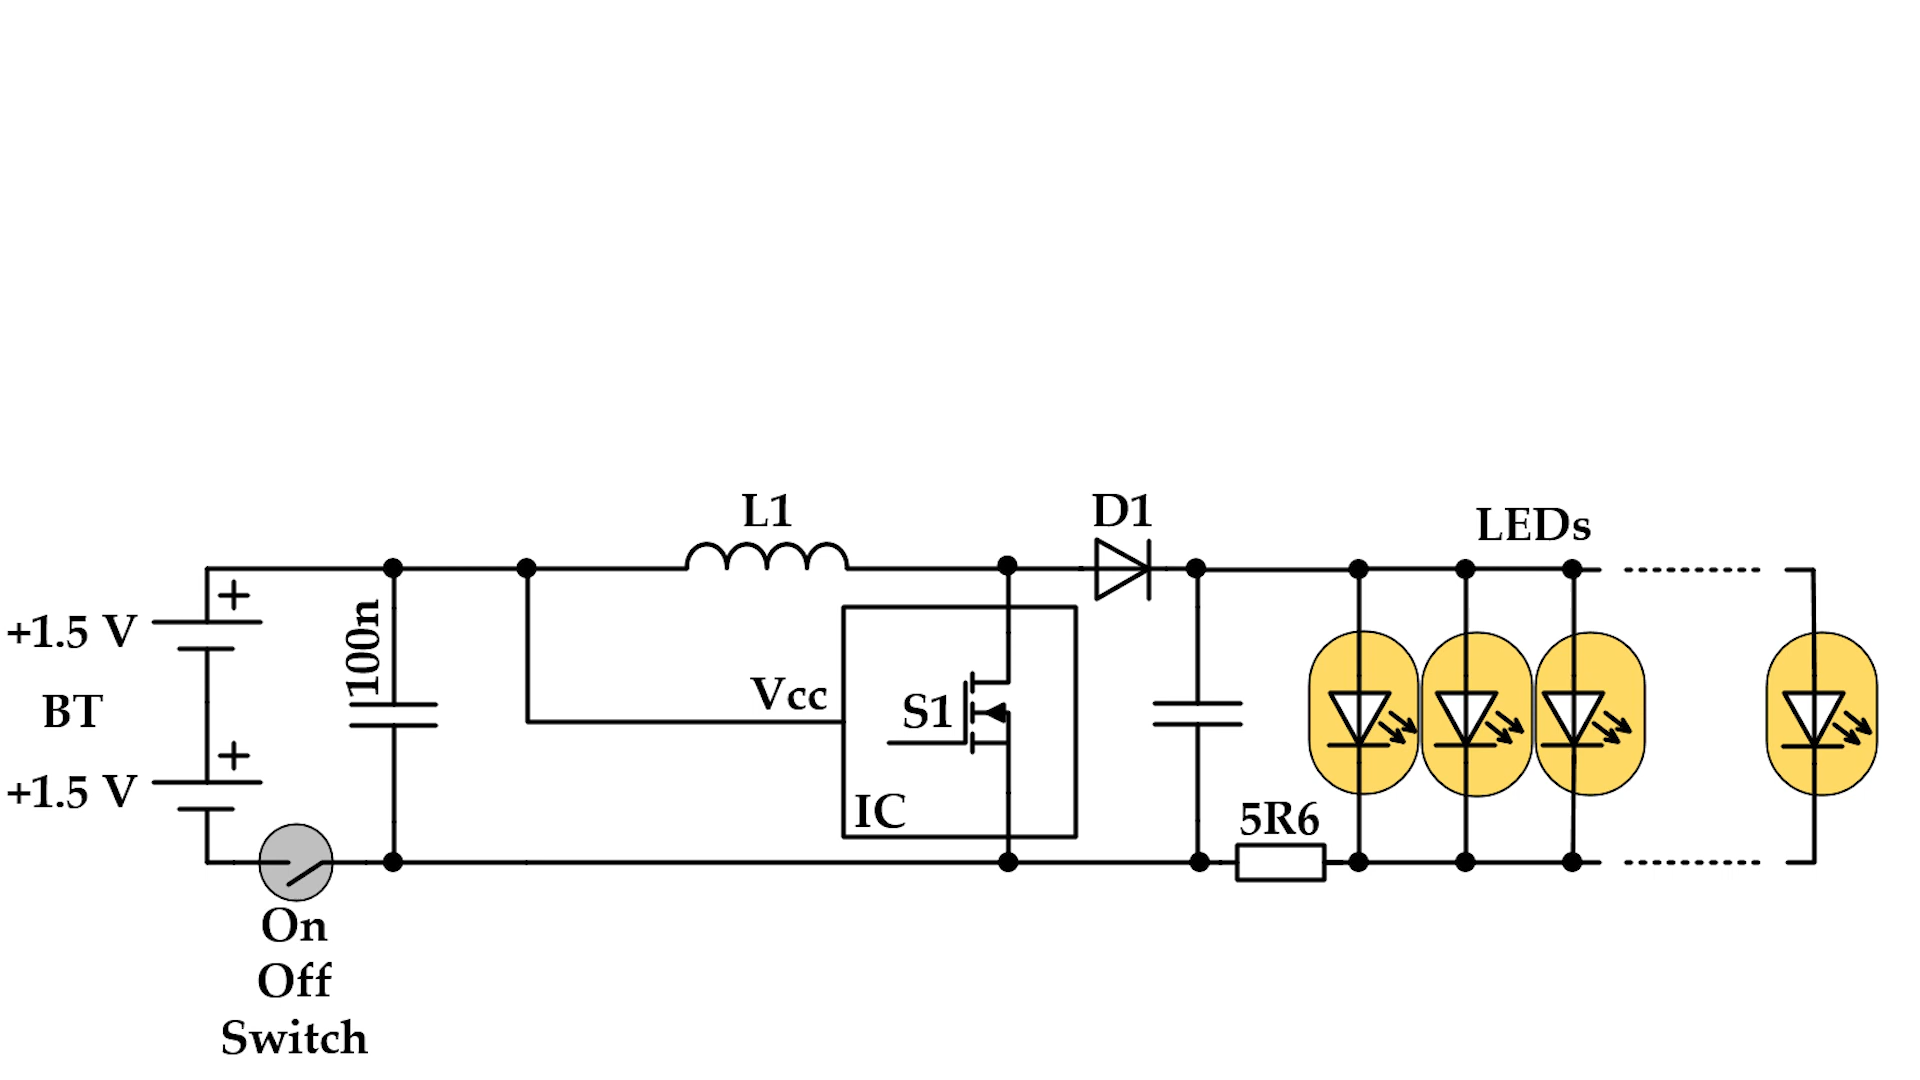 L1
D1
LEDs
+
+1.5 V
100n
Vcc
S1
BT
+
+1.5 V
IC
5R6
On
Off
Switch